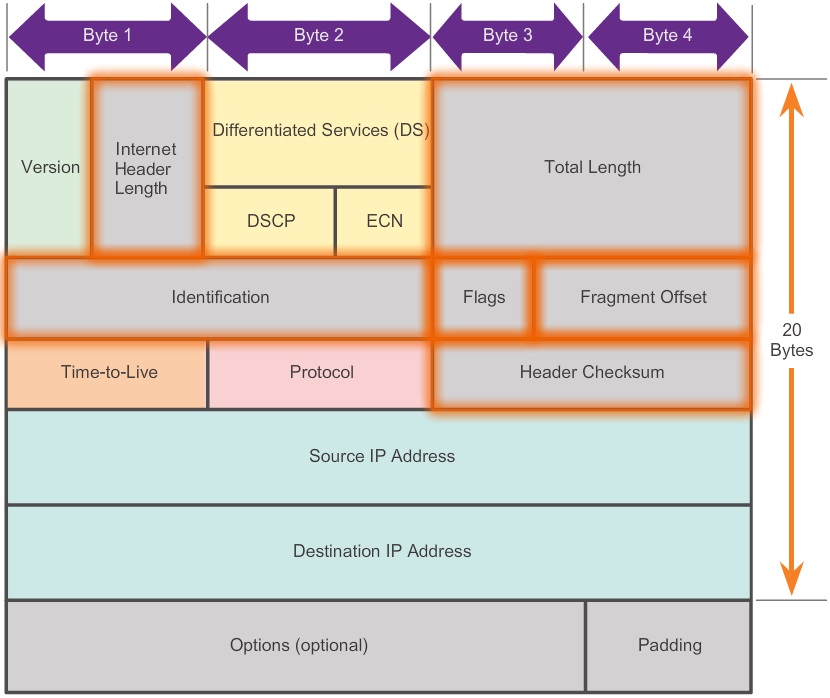 Byte 1
Byte 2
Byte 3
Byte 4
Version
Internet
Header
Length
Differentiated Services (DS)
DSCP
ECN
Total Length
Identification
Flags
Fragment Offset
20
Bytes
Time-to-Live
Protocol
Header Checksum
Source IP Address
Destination IP Address
Options (optional)
Padding